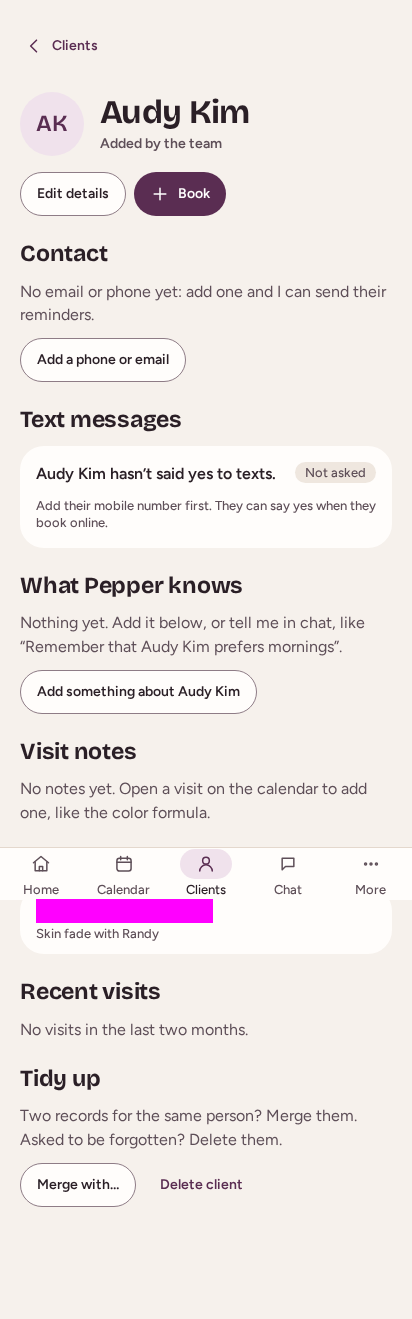 Clients
AK
Audy Kim
Added by the team
Edit details
Book
Contact
No email or phone yet: add one and I can send their
reminders.
Add a phone or email
Text messages
Audy Kim hasn’t said yes to texts.
Not asked
Add their mobile number first. They can say yes when they
book online.
What Pepper knows
Nothing yet. Add it below, or tell me in chat, like
“Remember that Audy Kim prefers mornings”.
Add something about Audy Kim
Visit notes
No notes yet. Open a visit on the calendar to add
one, like the color formula.
Home
Calendar
Clients
Chat
More
Skin fade with Randy
Recent visits
No visits in the last two months.
Tidy up
Two records for the same person? Merge them.
Asked to be forgotten? Delete them.
Merge with…
Delete client